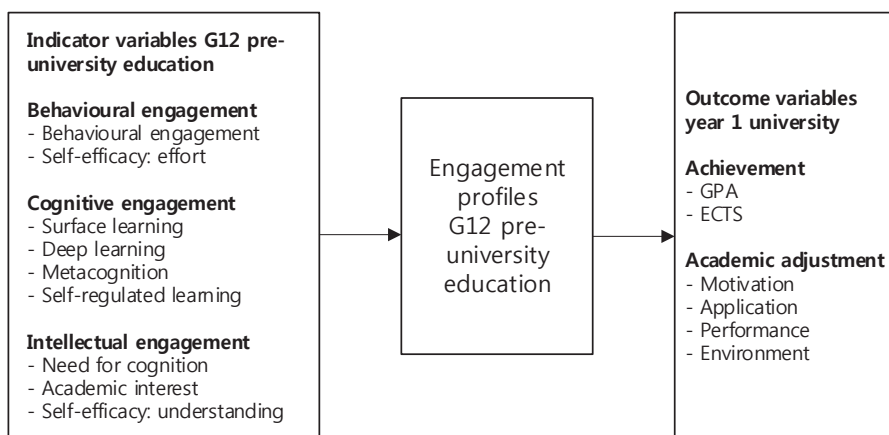 Indicator variables G12 pre-
university education
Behavioural engagement
- Behavioural engagement
- Self-efficacy: effort
Cognitive engagement
- Surface learning
- Deep learning
- Metacognition
- Self-regulated learning
Intellectual engagement
- Need for cognition
- Academic interest
- Self-efficacy: understanding
Engagement
profiles
G12 pre-
university
education
Outcome variables
year 1 university
Achievement
- GPA
- ECTS
Academic adjustment
- Motivation
- Application
- Performance
- Environment